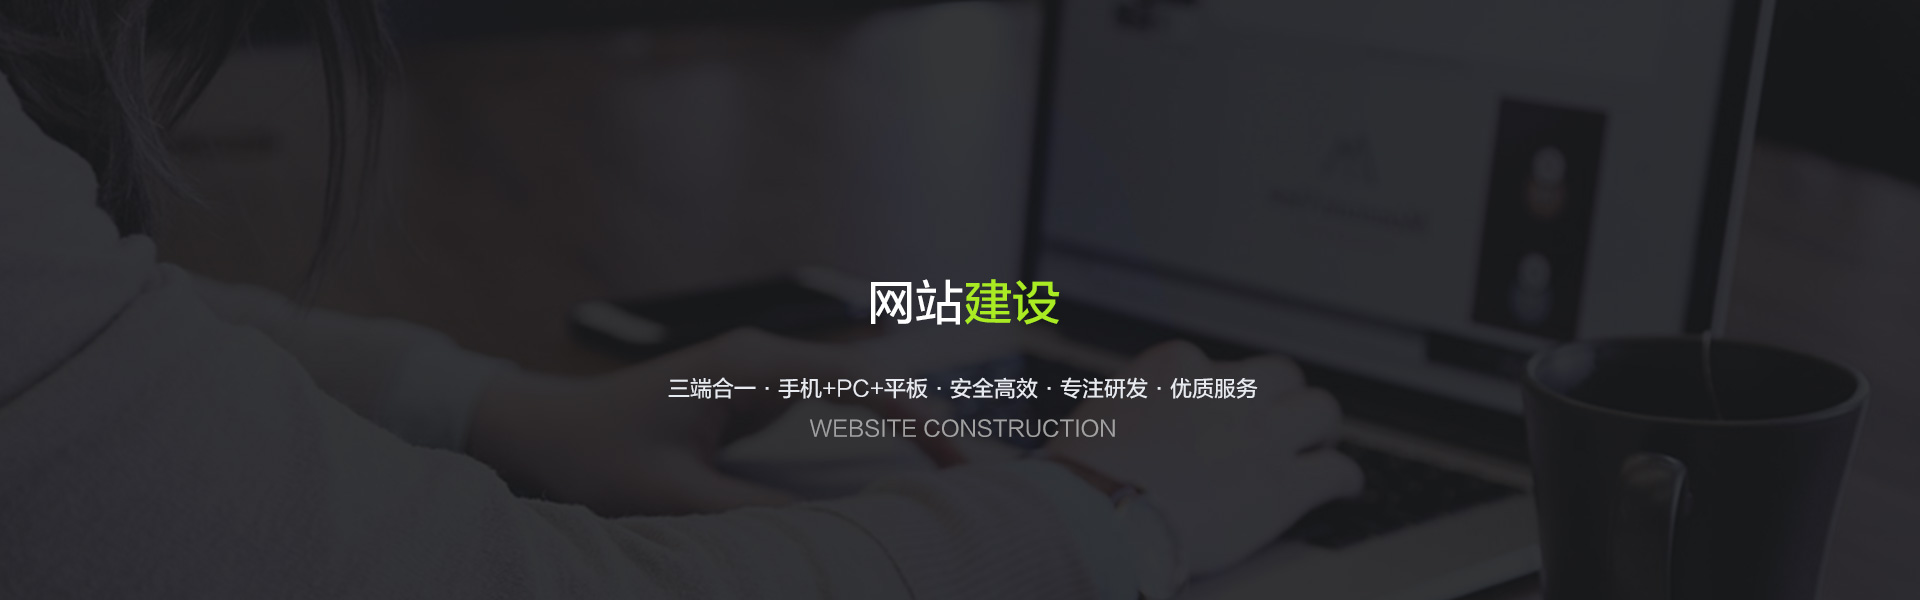 网站建设
三端合一 · 手机+PC+平板 · 安全高效 · 专注研发 · 优质服务
WEBSITE CONSTRUCTION